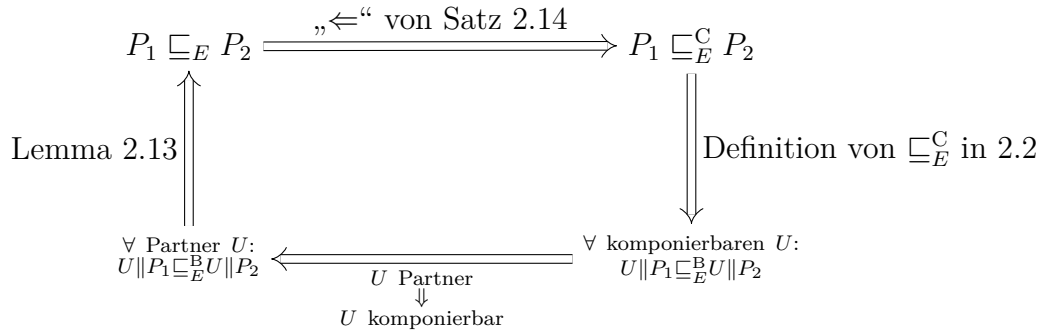 „⇐“ von Satz 2.14
P₁ ⊑_E P₂
P₁ ⊑_E^C P₂
Lemma 2.13
Definition von ⊑_E^C in 2.2
∀ Partner U:
U‖P₁⊑_E^B U‖P₂
∀ komponierbaren U:
U‖P₁⊑_E^B U‖P₂
U Partner
⇓
U komponierbar